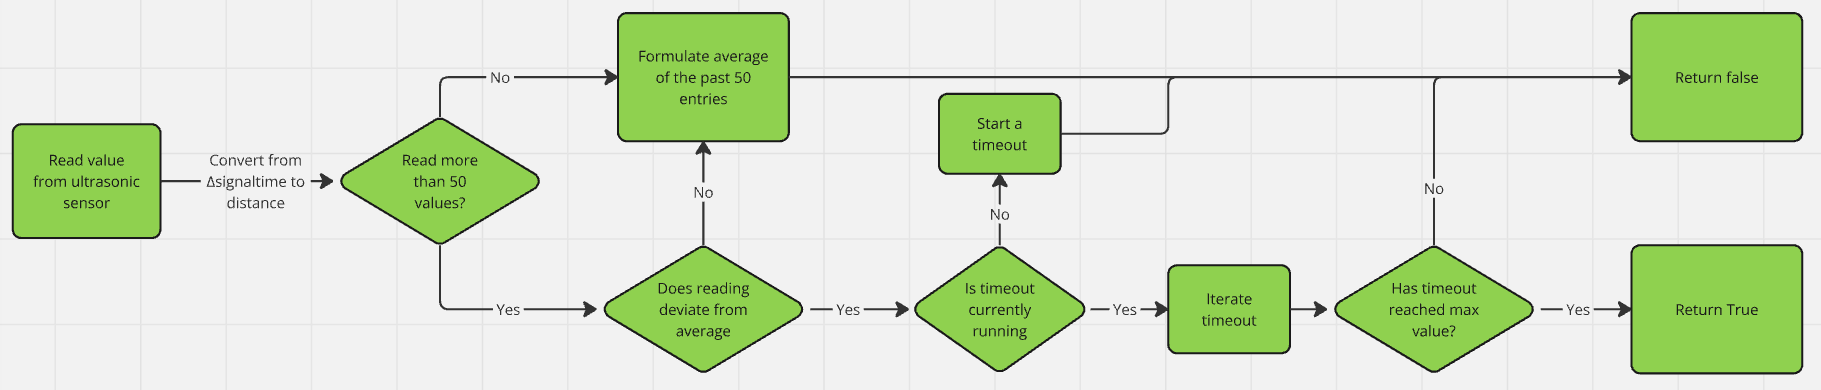 Read value
from ultrasonic
sensor
Convert from
Δsignaltime to
distance
Read more
than 50
values?
No
Yes
Formulate average
of the past 50
entries
No
Does reading
deviate from
average
Yes
Start a
timeout
No
Is timeout
currently
running
Yes
Iterate
timeout
Has timeout
reached max
value?
No
Yes
Return false
Return True